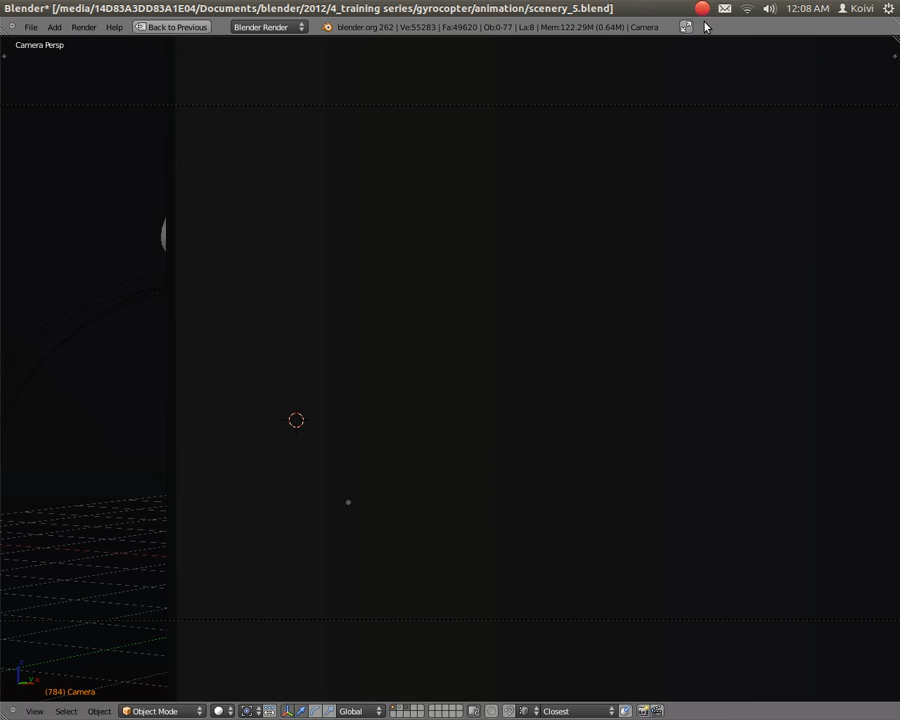 Blender* [/media/14D83A3DD83A1E04/Documents/blender/2012/4_training series/gyrocopter/animation/scenery_5.blend]
12:08 AM Koivi
File Add Render Help Back to Previous Blender Render blender.org 262 | Ve:55283 | Fa:49620 | Ob:0-77 | La:8 | Mem:122.29M (0.64M) | Camera
Camera Persp
z
y x
(784) Camera
View Select Object Object Mode Global Closest